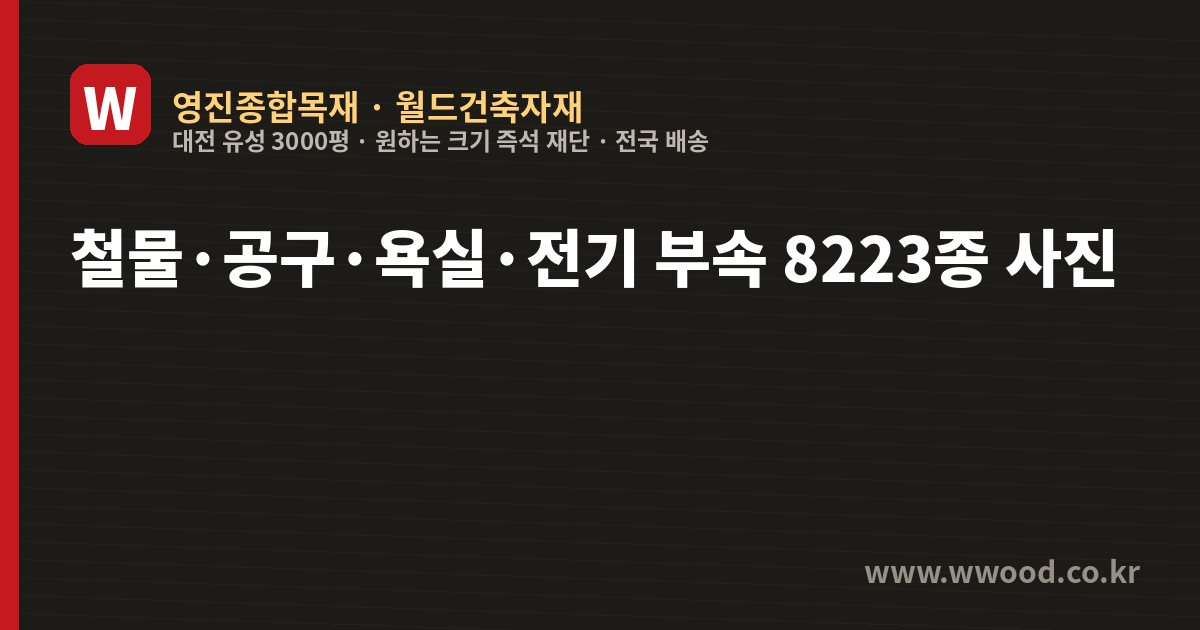 W
영진종합목재 · 월드건축자재
대전 유성 3000평 · 원하는 크기 즉석 재단 · 전국 배송
철물·공구·욕실·전기 부속 8223종 사진
www.wwood.co.kr